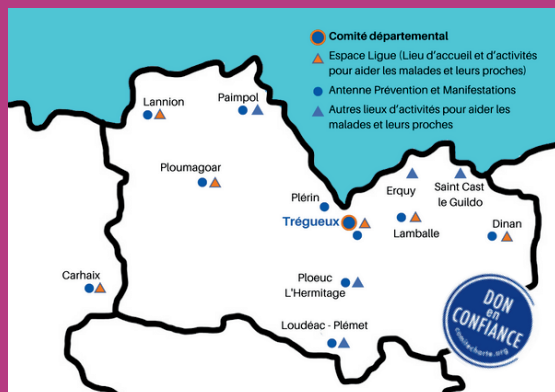 Comité départemental
Espace Ligue (Lieu d'accueil et d'activités
pour aider les malades et leurs proches)
Antenne Prévention et Manifestations
Autres lieux d'activités pour aider les
malades et leurs proches
Lannion
Paimpol
Ploumagoar
Plérin
Trégueux
Erquy
Saint Cast
le Guildo
Lamballe
Dinan
Carhaix
Ploeuc
L'Hermitage
Loudéac - Plémet
DON
en
CONFIANCE
comitecharte.org